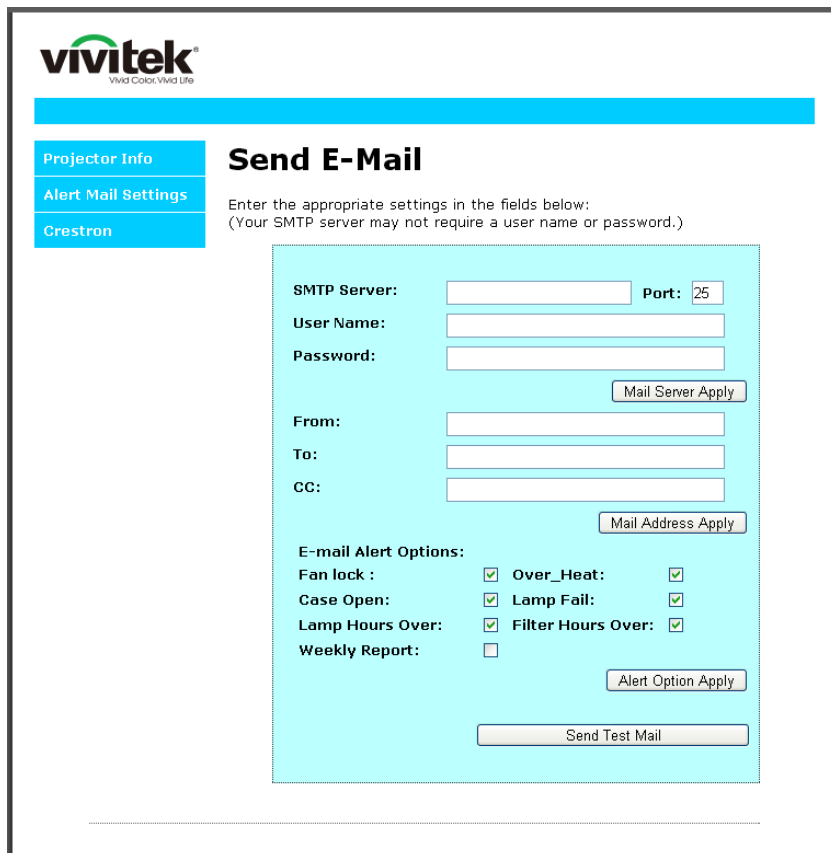 vivitek®
Vivid Color, Vivid Life
Projector Info
Alert Mail Settings
Crestron
Send E-Mail
Enter the appropriate settings in the fields below:
(Your SMTP server may not require a user name or password.)
SMTP Server: Port: 25
User Name:
Password:
Mail Server Apply
From:
To:
CC:
Mail Address Apply
E-mail Alert Options:
Fan lock : Over_Heat:
Case Open: Lamp Fail:
Lamp Hours Over: Filter Hours Over:
Weekly Report:
Alert Option Apply
Send Test Mail